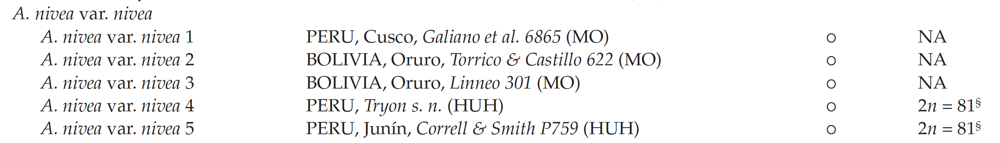 A. nivea var. nivea
A. nivea var. nivea 1 PERU, Cusco, Galiano et al. 6865 (MO) o NA
A. nivea var. nivea 2 BOLIVIA, Oruro, Torrico & Castillo 622 (MO) o NA
A. nivea var. nivea 3 BOLIVIA, Oruro, Linneo 301 (MO) o NA
A. nivea var. nivea 4 PERU, Tryon s. n. (HUH) o 2n = 81§
A. nivea var. nivea 5 PERU, Junín, Correll & Smith P759 (HUH) o 2n = 81§